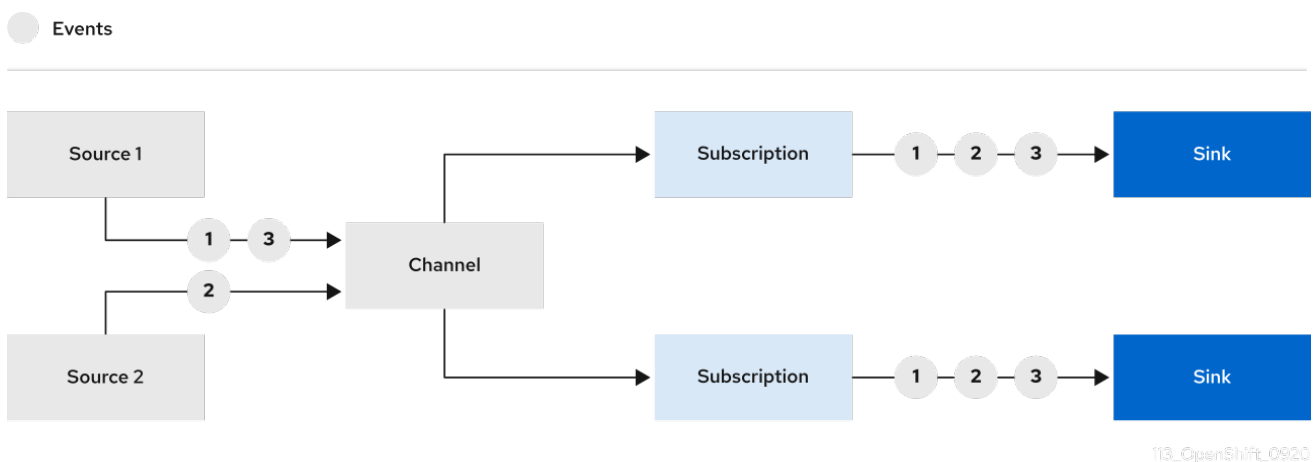 Events
Source 1
Subscription
1
2
3
Sink
1
3
Channel
2
Source 2
Subscription
1
2
3
Sink
113_OpenShift_0920